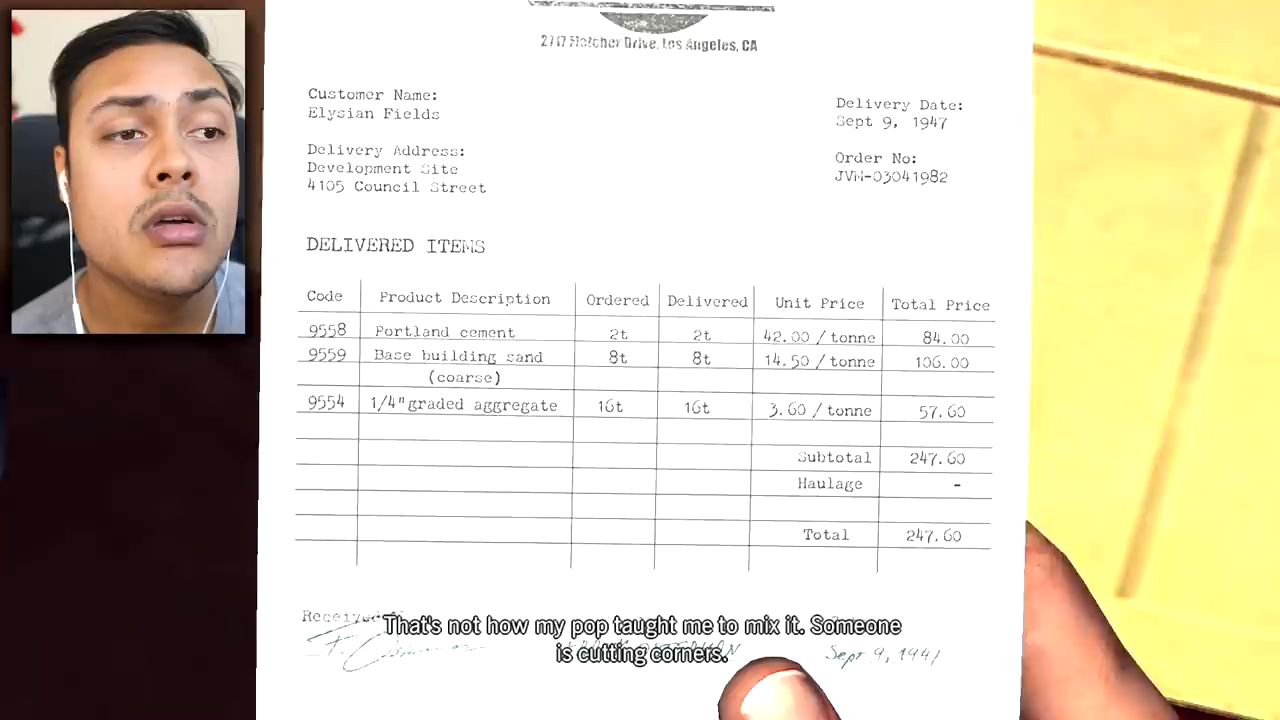 2717 Fletcher Drive, Los Angeles, CA
Customer Name:
Elysian Fields
Delivery Date:
Sept 9, 1947
Delivery Address:
Development Site
4105 Council Street
Order No:
JVN-03041982
DELIVERED ITEMS
Code Product Description Ordered Delivered Unit Price Total Price
9558 Portland cement 2t 2t 42.00 / tonne 84.00
9559 Base building sand 8t 8t 14.50 / tonne 106.00
(coarse)
9554 1/4" graded aggregate 16t 16t 3.60 / tonne 57.60
Subtotal 247.60
Haulage -
Total 247.60
Received
That's not how my pop taught me to mix it. Someone
is cutting corners.
Sept 9, 1947